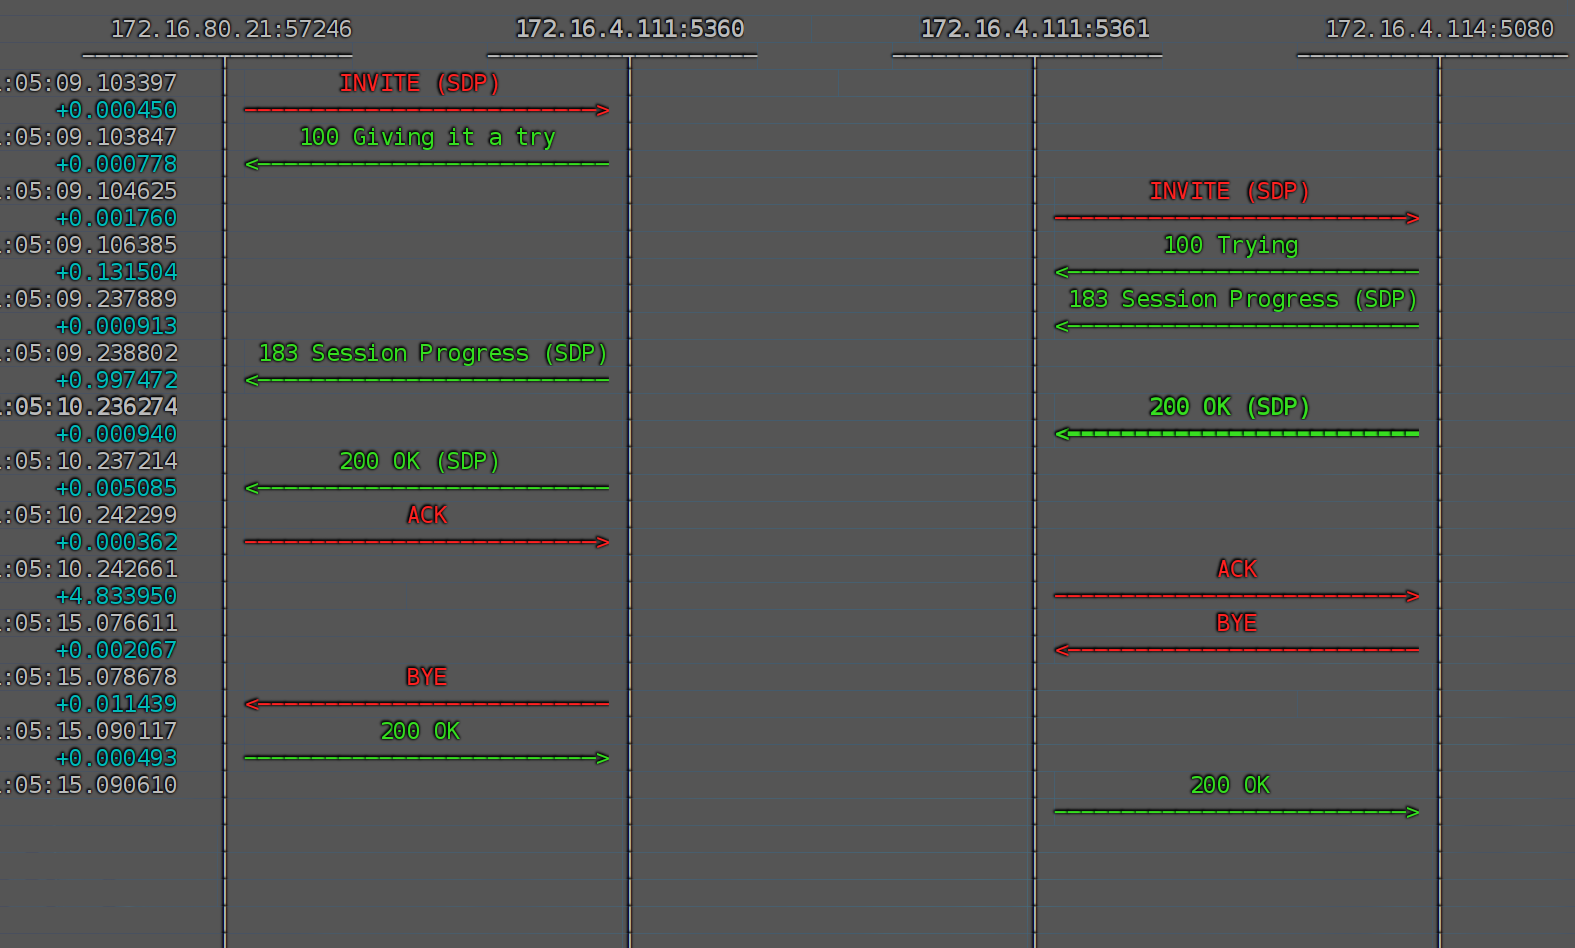 172.16.80.21:57246 172.16.4.111:5360 172.16.4.111:5361 172.16.4.114:5080
:05:09.103397 INVITE (SDP)
+0.000450
:05:09.103847 100 Giving it a try
+0.000778
:05:09.104625 INVITE (SDP)
+0.001760
:05:09.106385 100 Trying
+0.131504
:05:09.237889 183 Session Progress (SDP)
+0.000913
:05:09.238802 183 Session Progress (SDP)
+0.997472
:05:10.236274 200 OK (SDP)
+0.000940
:05:10.237214 200 OK (SDP)
+0.005085
:05:10.242299 ACK
+0.000362
:05:10.242661 ACK
+4.833950
:05:15.076611 BYE
+0.002067
:05:15.078678 BYE
+0.011439
:05:15.090117 200 OK
+0.000493
:05:15.090610 200 OK